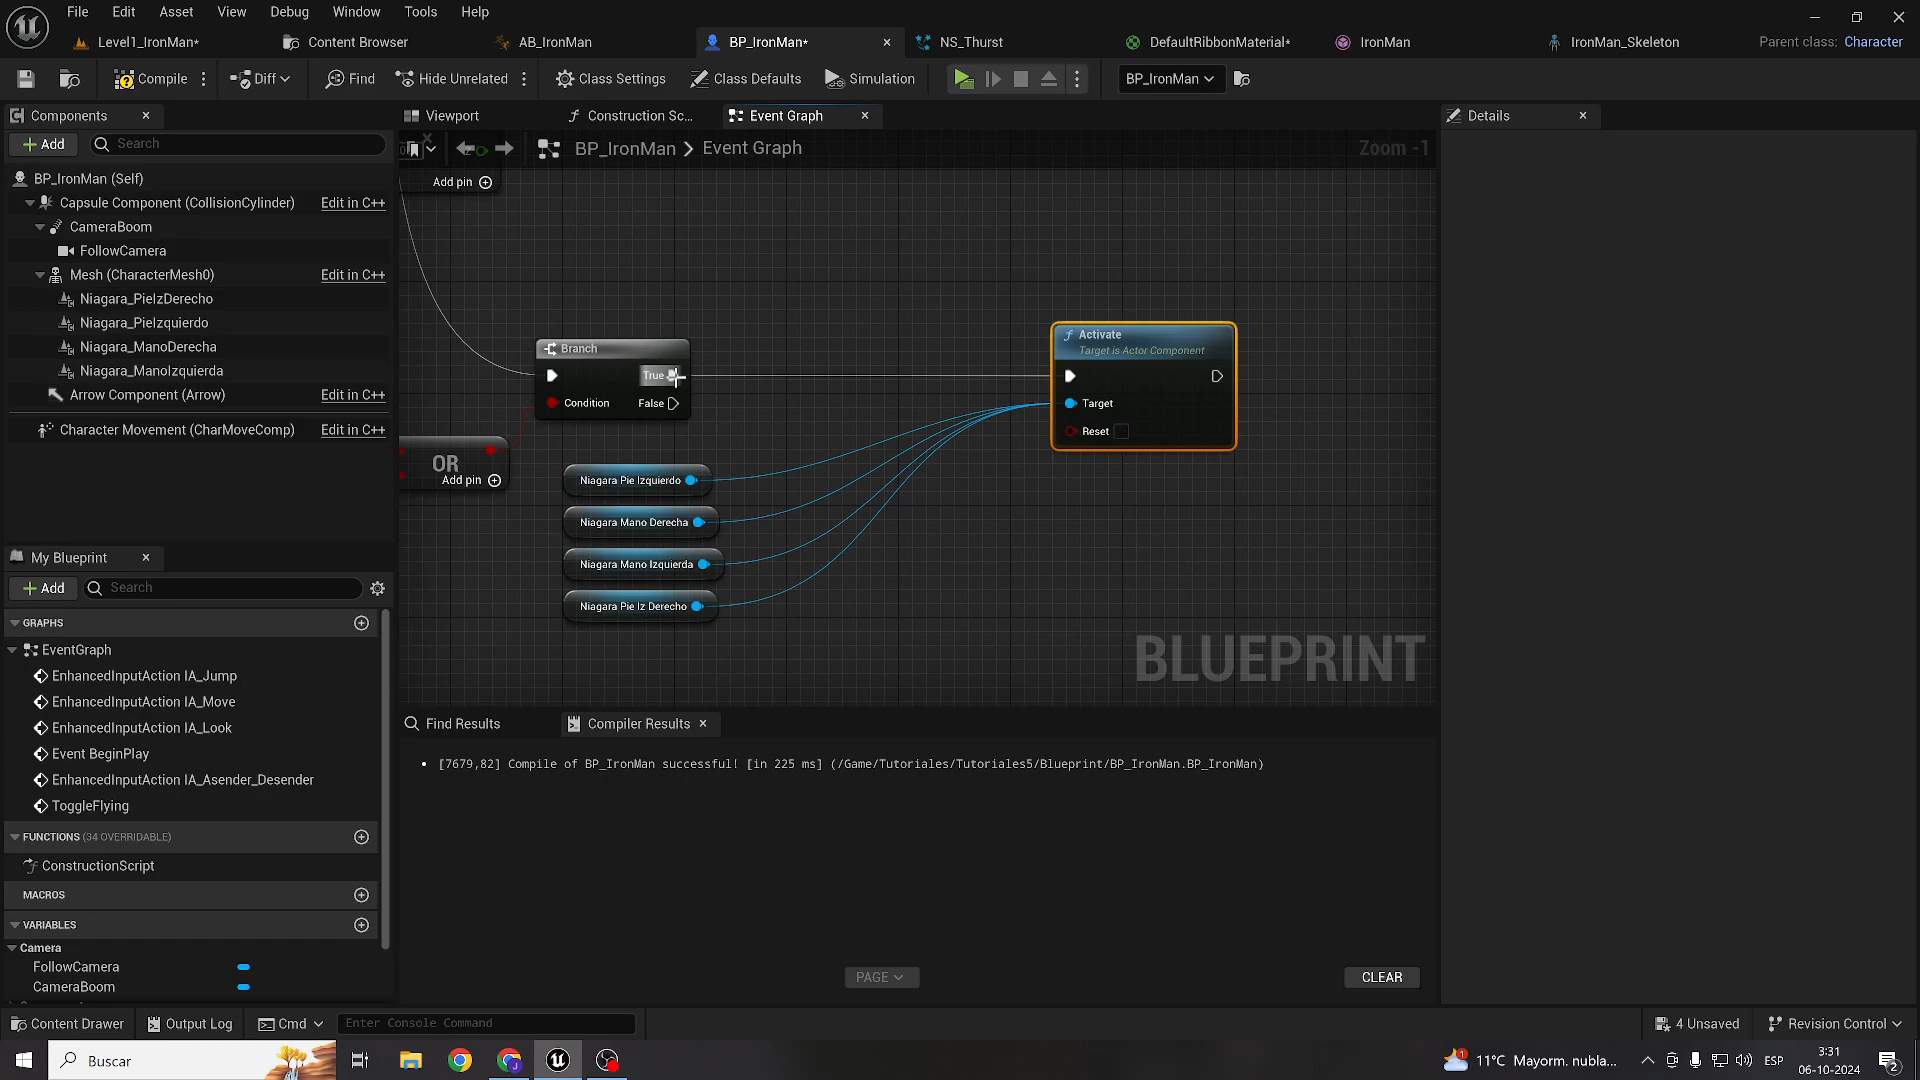 File Edit Asset View Debug Window Tools Help
Level1_IronMan*
Content Browser
AB_IronMan
BP_IronMan*
NS_Thurst
DefaultRibbonMaterial*
IronMan
IronMan_Skeleton
Parent class: Character
Compile
Diff
Find
Hide Unrelated
Class Settings
Class Defaults
Simulation
BP_IronMan
Components
Add
Search
BP_IronMan (Self)
Capsule Component (CollisionCylinder) Edit in C++
CameraBoom
FollowCamera
Mesh (CharacterMesh0) Edit in C++
Niagara_PieIzDerecho
Niagara_PieIzquierdo
Niagara_ManoDerecha
Niagara_ManoIzquierda
Arrow Component (Arrow) Edit in C++
Character Movement (CharMoveComp) Edit in C++
My Blueprint
Add
Search
GRAPHS
EventGraph
EnhancedInputAction IA_Jump
EnhancedInputAction IA_Move
EnhancedInputAction IA_Look
Event BeginPlay
EnhancedInputAction IA_Asender_Desender
ToggleFlying
FUNCTIONS (34 OVERRIDABLE)
ConstructionScript
MACROS
VARIABLES
Camera
FollowCamera
CameraBoom
Viewport
Construction Sc...
Event Graph
BP_IronMan > Event Graph
Zoom -1
Add pin
Branch
True
Condition
False
OR
Add pin
Niagara Pie Izquierdo
Niagara Mano Derecha
Niagara Mano Izquierda
Niagara Pie Iz Derecho
Activate
Target is Actor Component
Target
Reset
BLUEPRINT
Find Results
Compiler Results
[7679,82] Compile of BP_IronMan successful! [in 225 ms] (/Game/Tutoriales/Tutoriales5/Blueprint/BP_IronMan.BP_IronMan)
PAGE
CLEAR
Details
Content Drawer
Output Log
Cmd
Enter Console Command
4 Unsaved
Revision Control
Buscar
1
11°C Mayorm. nubla...
ESP
3:31
06-10-2024
2